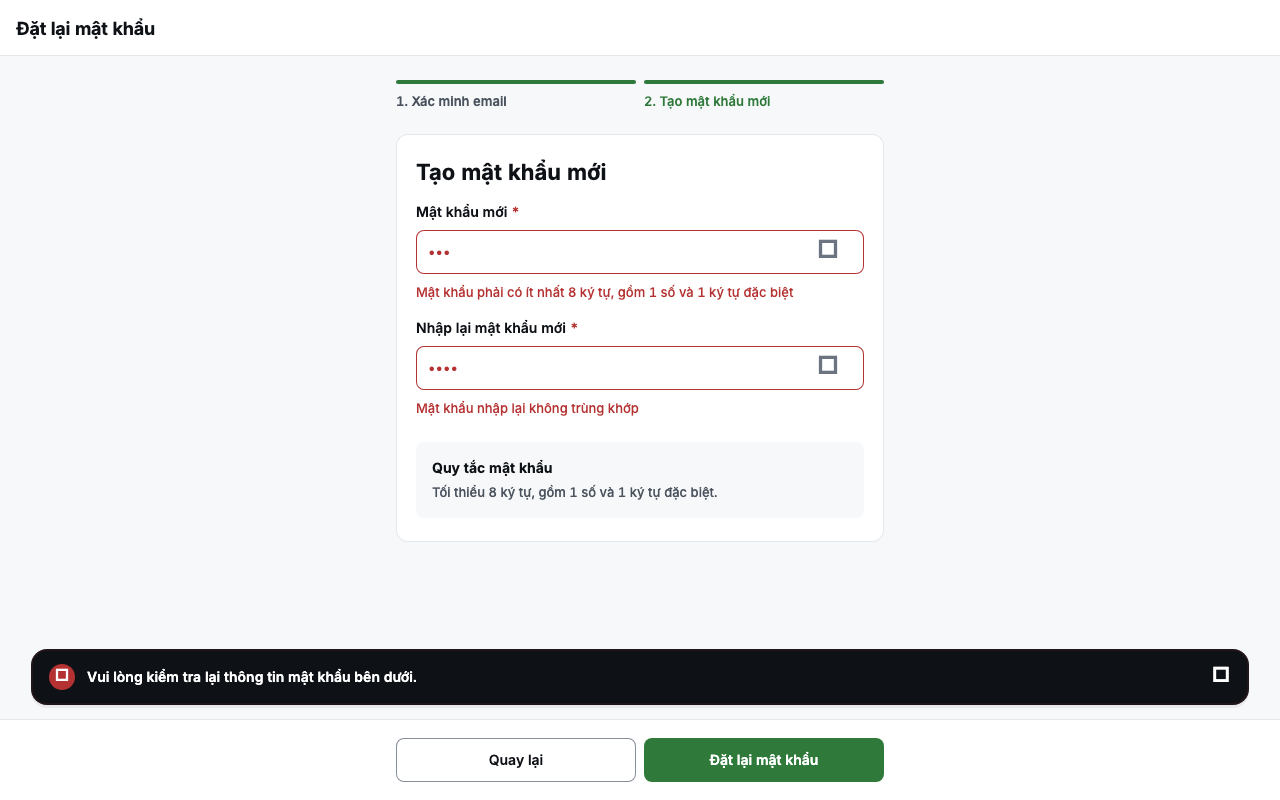 Đặt lại mật khẩu
1. Xác minh email
2. Tạo mật khẩu mới
Tạo mật khẩu mới
Mật khẩu mới *
•••
Mật khẩu phải có ít nhất 8 ký tự, gồm 1 số và 1 ký tự đặc biệt
Nhập lại mật khẩu mới *
••••
Mật khẩu nhập lại không trùng khớp
Quy tắc mật khẩu
Tối thiểu 8 ký tự, gồm 1 số và 1 ký tự đặc biệt.
Vui lòng kiểm tra lại thông tin mật khẩu bên dưới.
Quay lại
Đặt lại mật khẩu